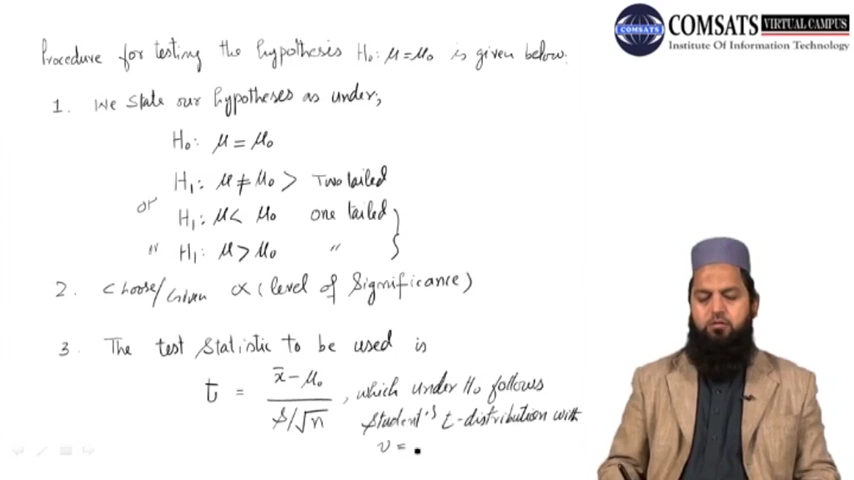 COMSATS VIRTUAL CAMPUS
Institute Of Information Technology
COMSATS
Procedure for testing the hypothesis H₀: μ = μ₀ is given below.
1. We state our hypotheses as under;
H₀: μ = μ₀
H₁: μ ≠ μ₀ > Two tailed
or H₁: μ < μ₀ one tailed }
" H₁: μ > μ₀ "
2. Choose/Given α (level of Significance)
3. The test statistic to be used is
t = (x̄ − μ₀) / (s/√n), which under H₀ follows
Student's t-distribution with
ν =